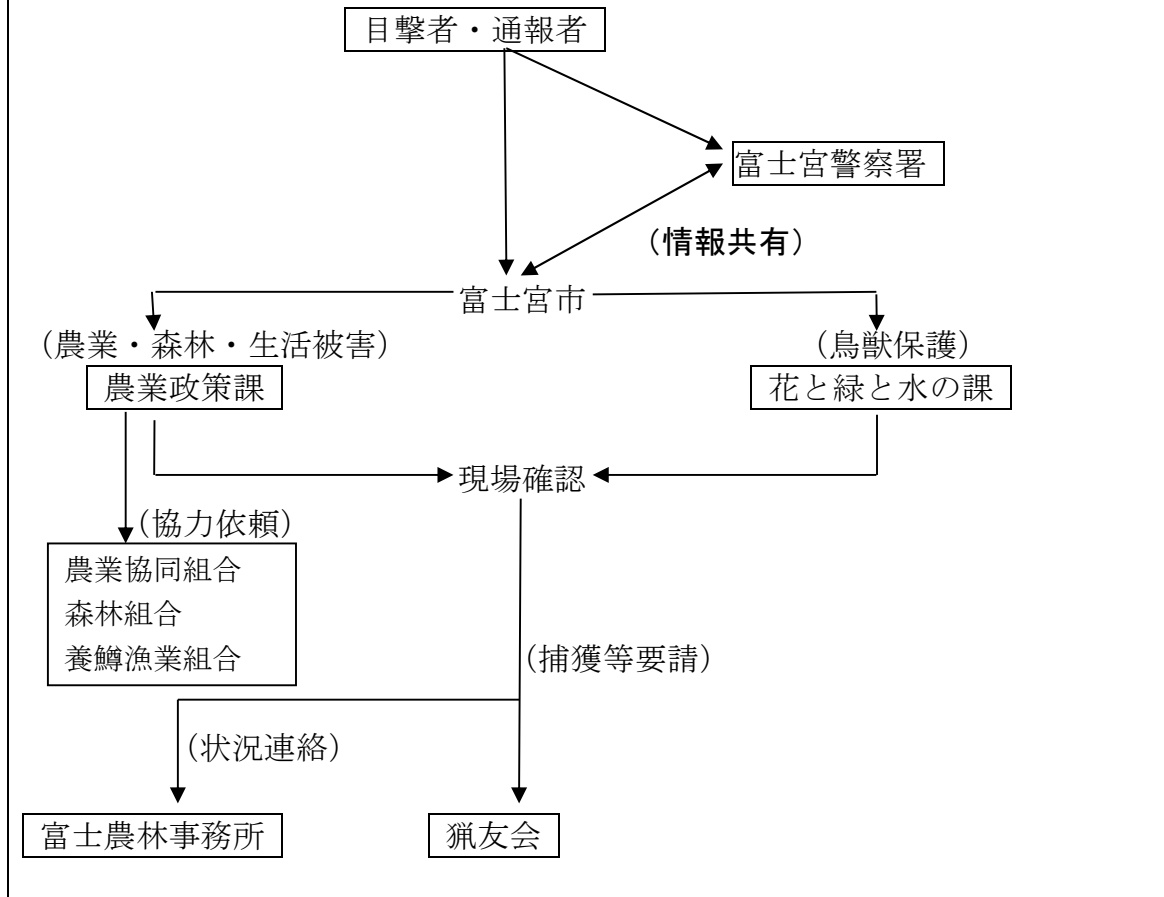 目撃者・通報者
富士宮警察署
（情報共有）
富士宮市
（農業・森林・生活被害）
（鳥獣保護）
農業政策課
花と緑と水の課
現場確認
（協力依頼）
農業協同組合
森林組合
養鱒漁業組合
（捕獲等要請）
（状況連絡）
富士農林事務所
猟友会